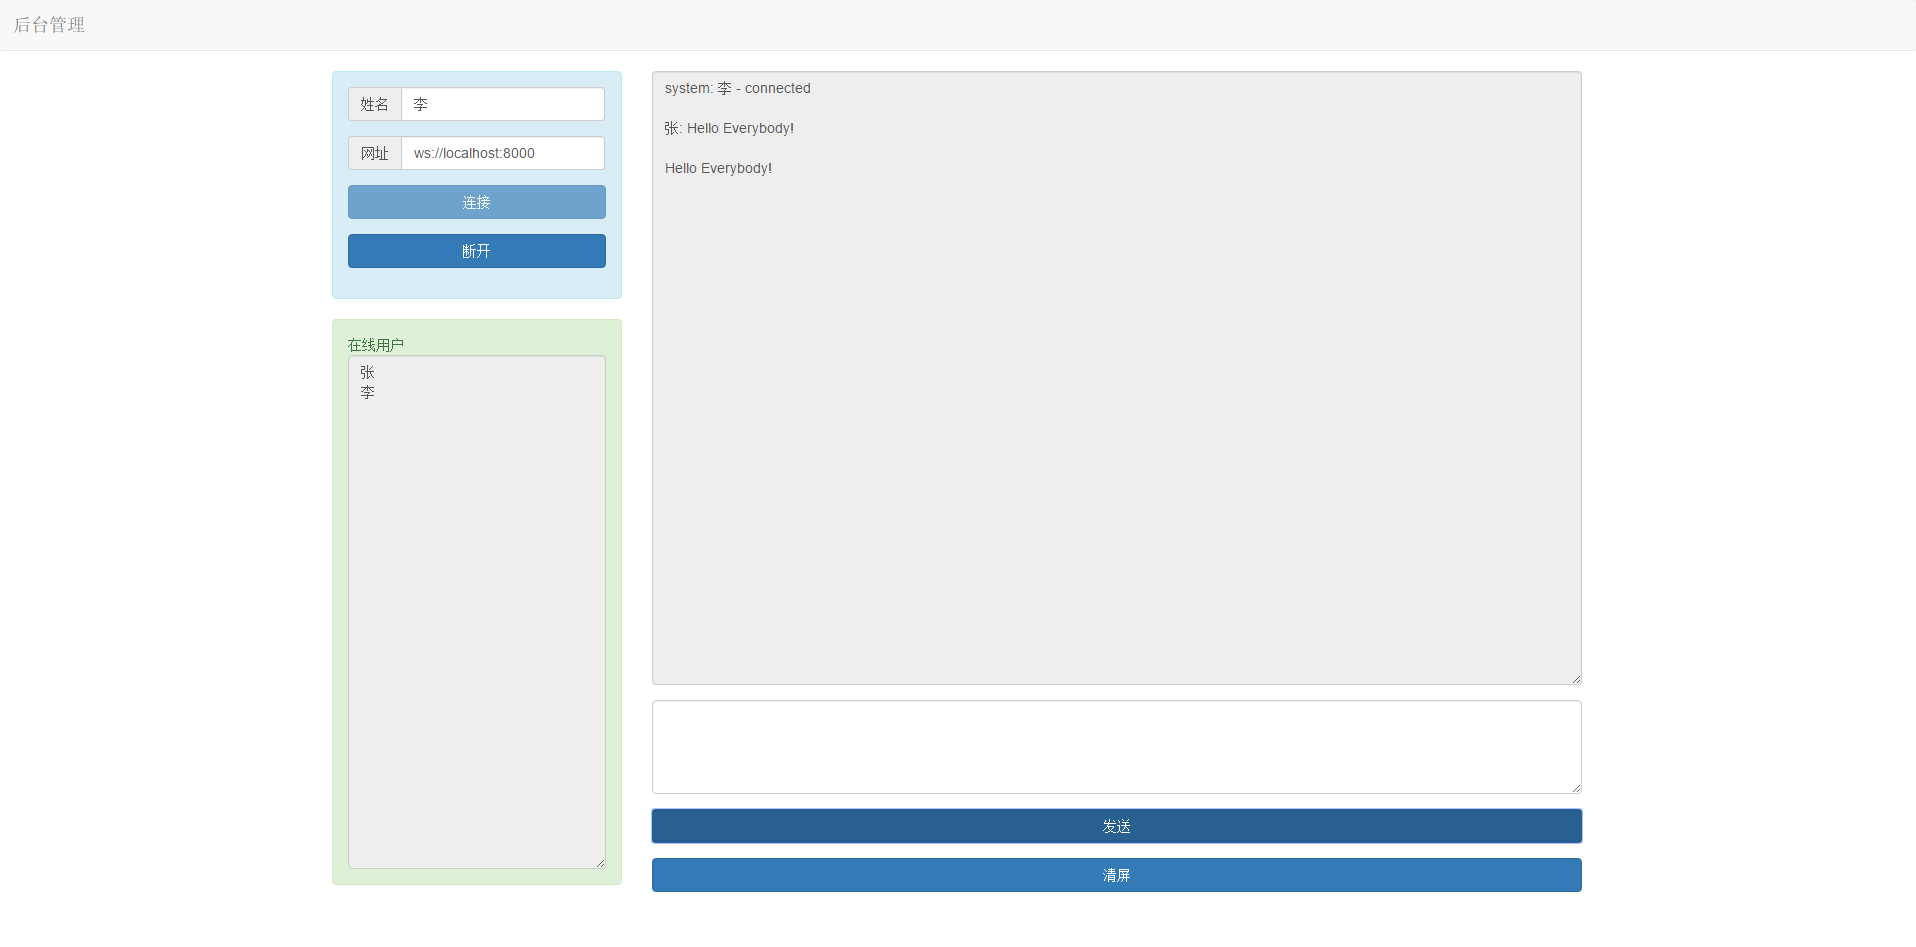 后台管理
姓名 李
网址 ws://localhost:8000
连接
断开
在线用户
张
李
system: 李 - connected
张: Hello Everybody!
Hello Everybody!
发送
清屏